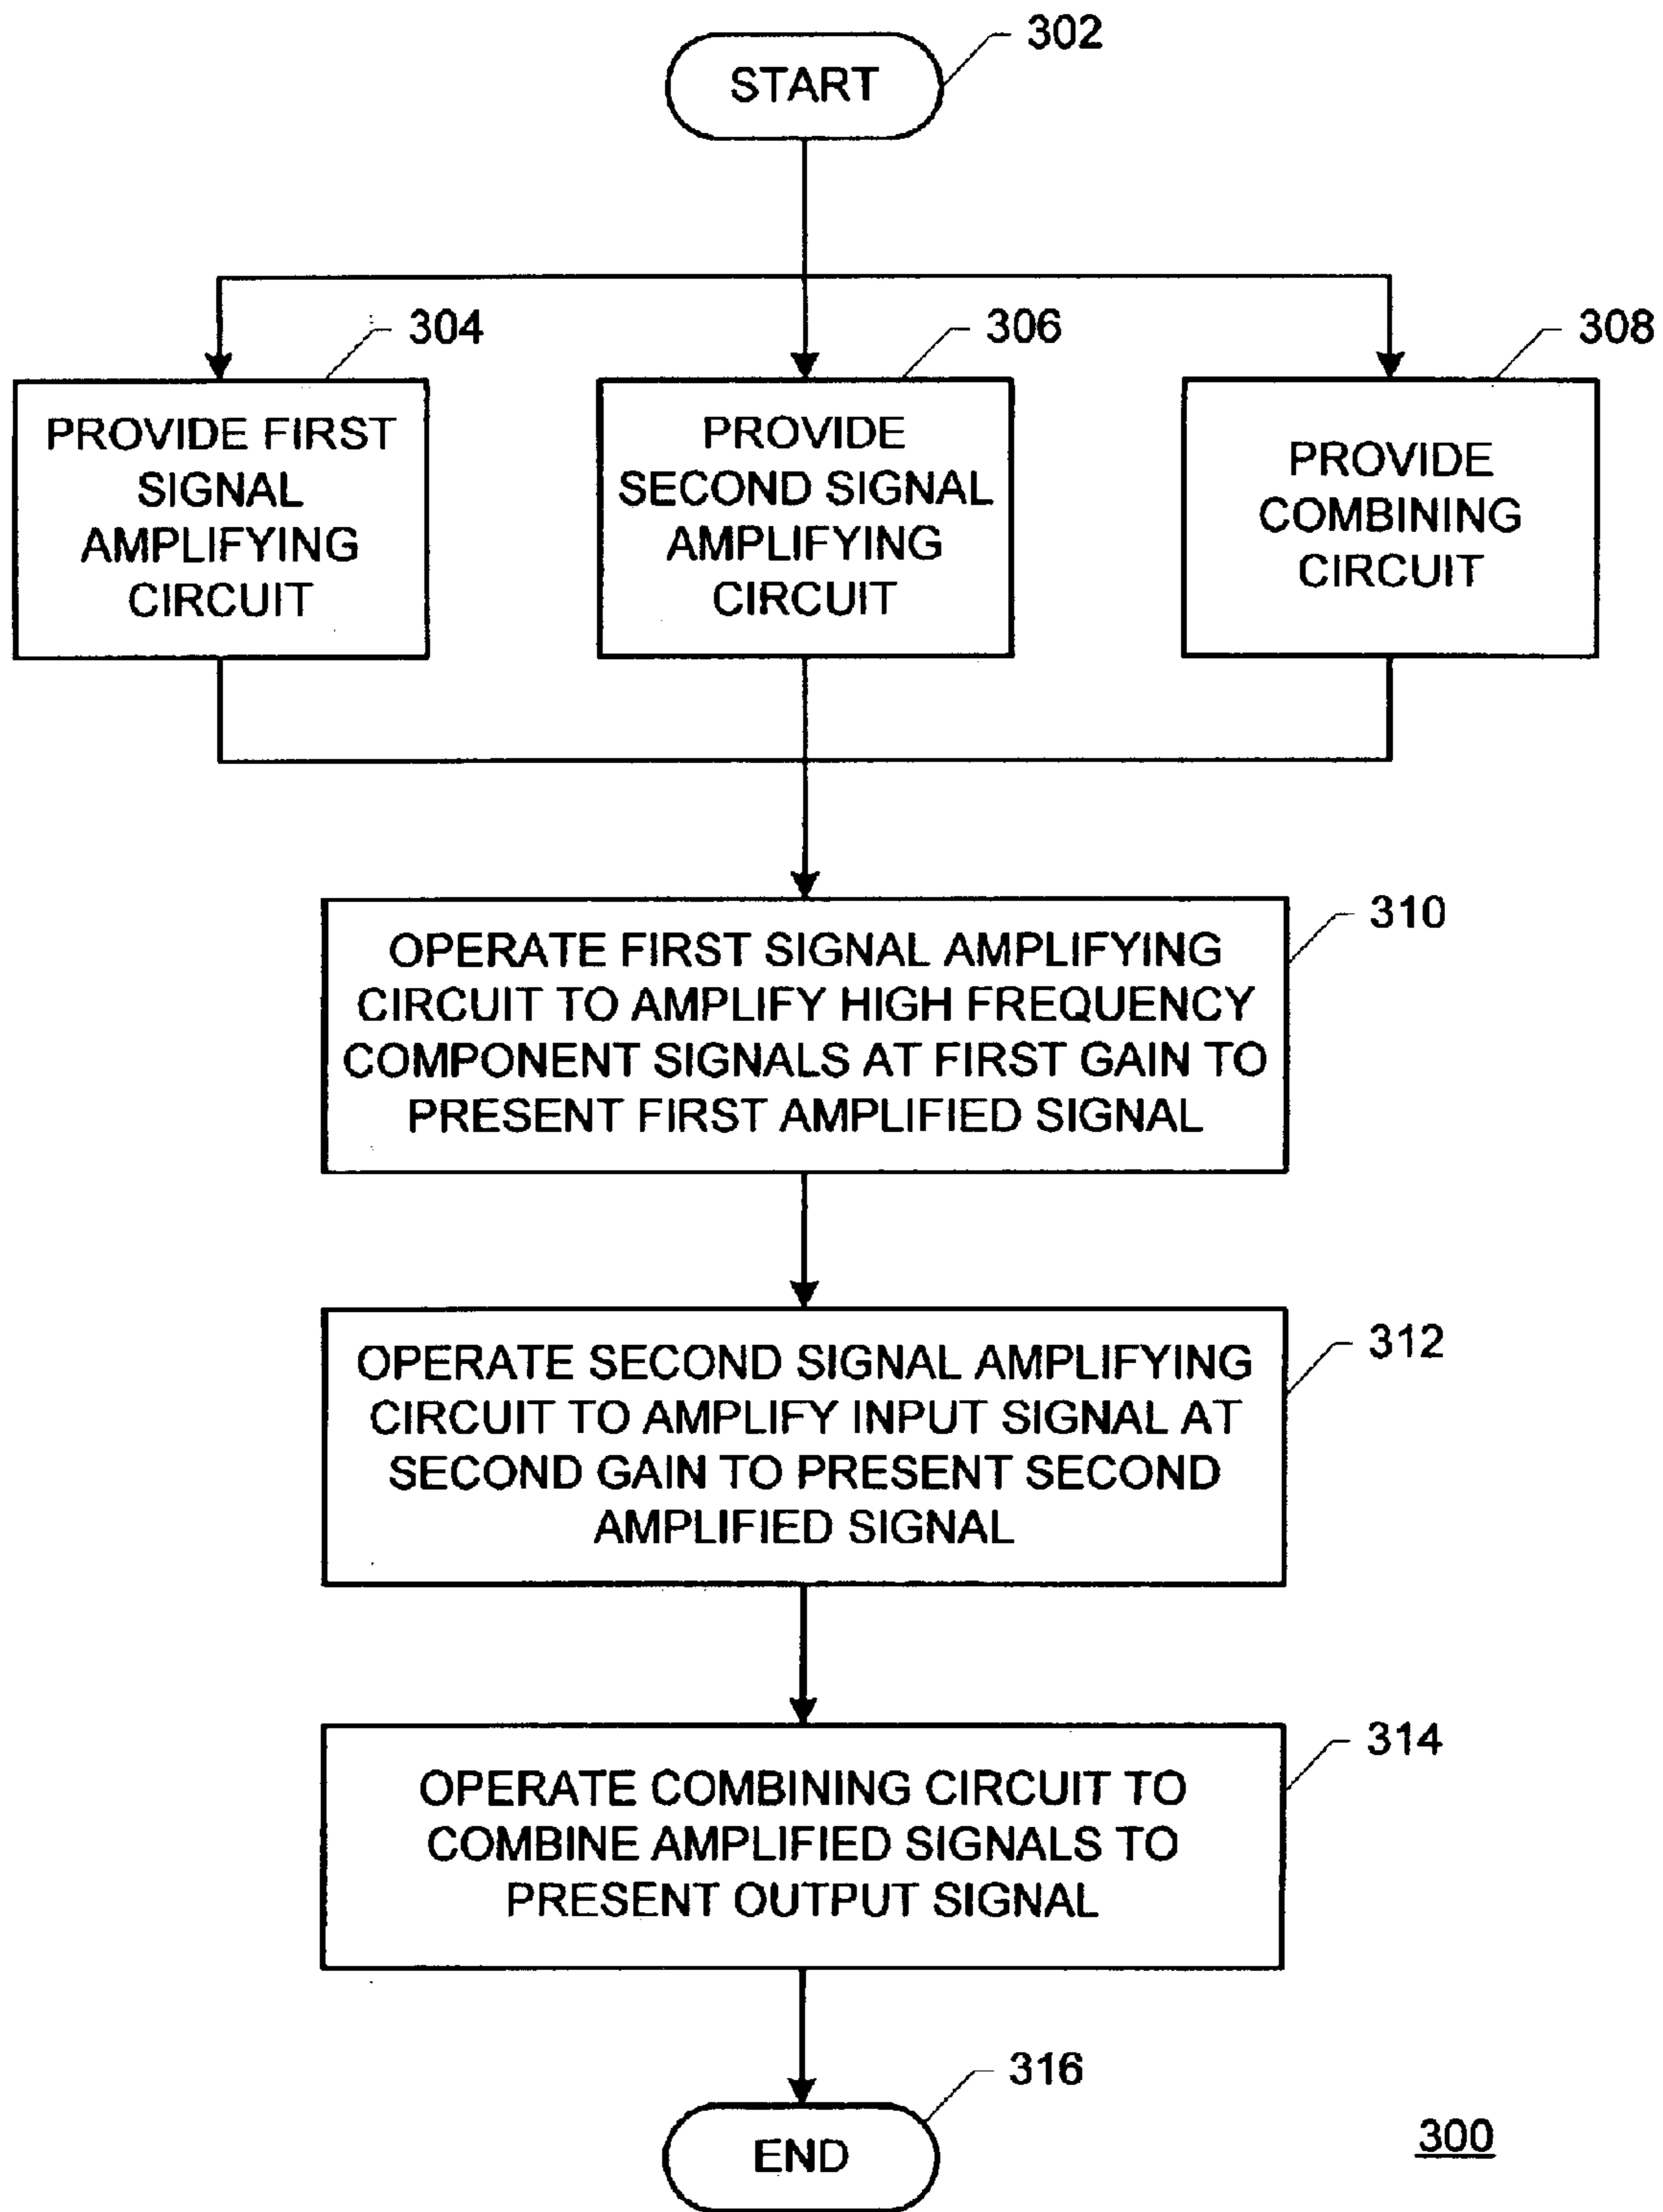 302
START
304
PROVIDE FIRST
SIGNAL
AMPLIFYING
CIRCUIT
306
PROVIDE
SECOND SIGNAL
AMPLIFYING
CIRCUIT
308
PROVIDE
COMBINING
CIRCUIT
310
OPERATE FIRST SIGNAL AMPLIFYING
CIRCUIT TO AMPLIFY HIGH FREQUENCY
COMPONENT SIGNALS AT FIRST GAIN TO
PRESENT FIRST AMPLIFIED SIGNAL
312
OPERATE SECOND SIGNAL AMPLIFYING
CIRCUIT TO AMPLIFY INPUT SIGNAL AT
SECOND GAIN TO PRESENT SECOND
AMPLIFIED SIGNAL
314
OPERATE COMBINING CIRCUIT TO
COMBINE AMPLIFIED SIGNALS TO
PRESENT OUTPUT SIGNAL
316
END
300